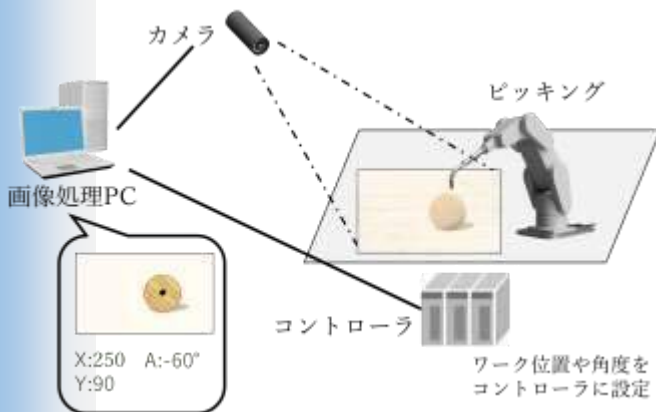 カメラ
ピッキング
画像処理PC
コントローラ
X:250 A:-60°
Y:90
ワーク位置や角度を
コントローラに設定